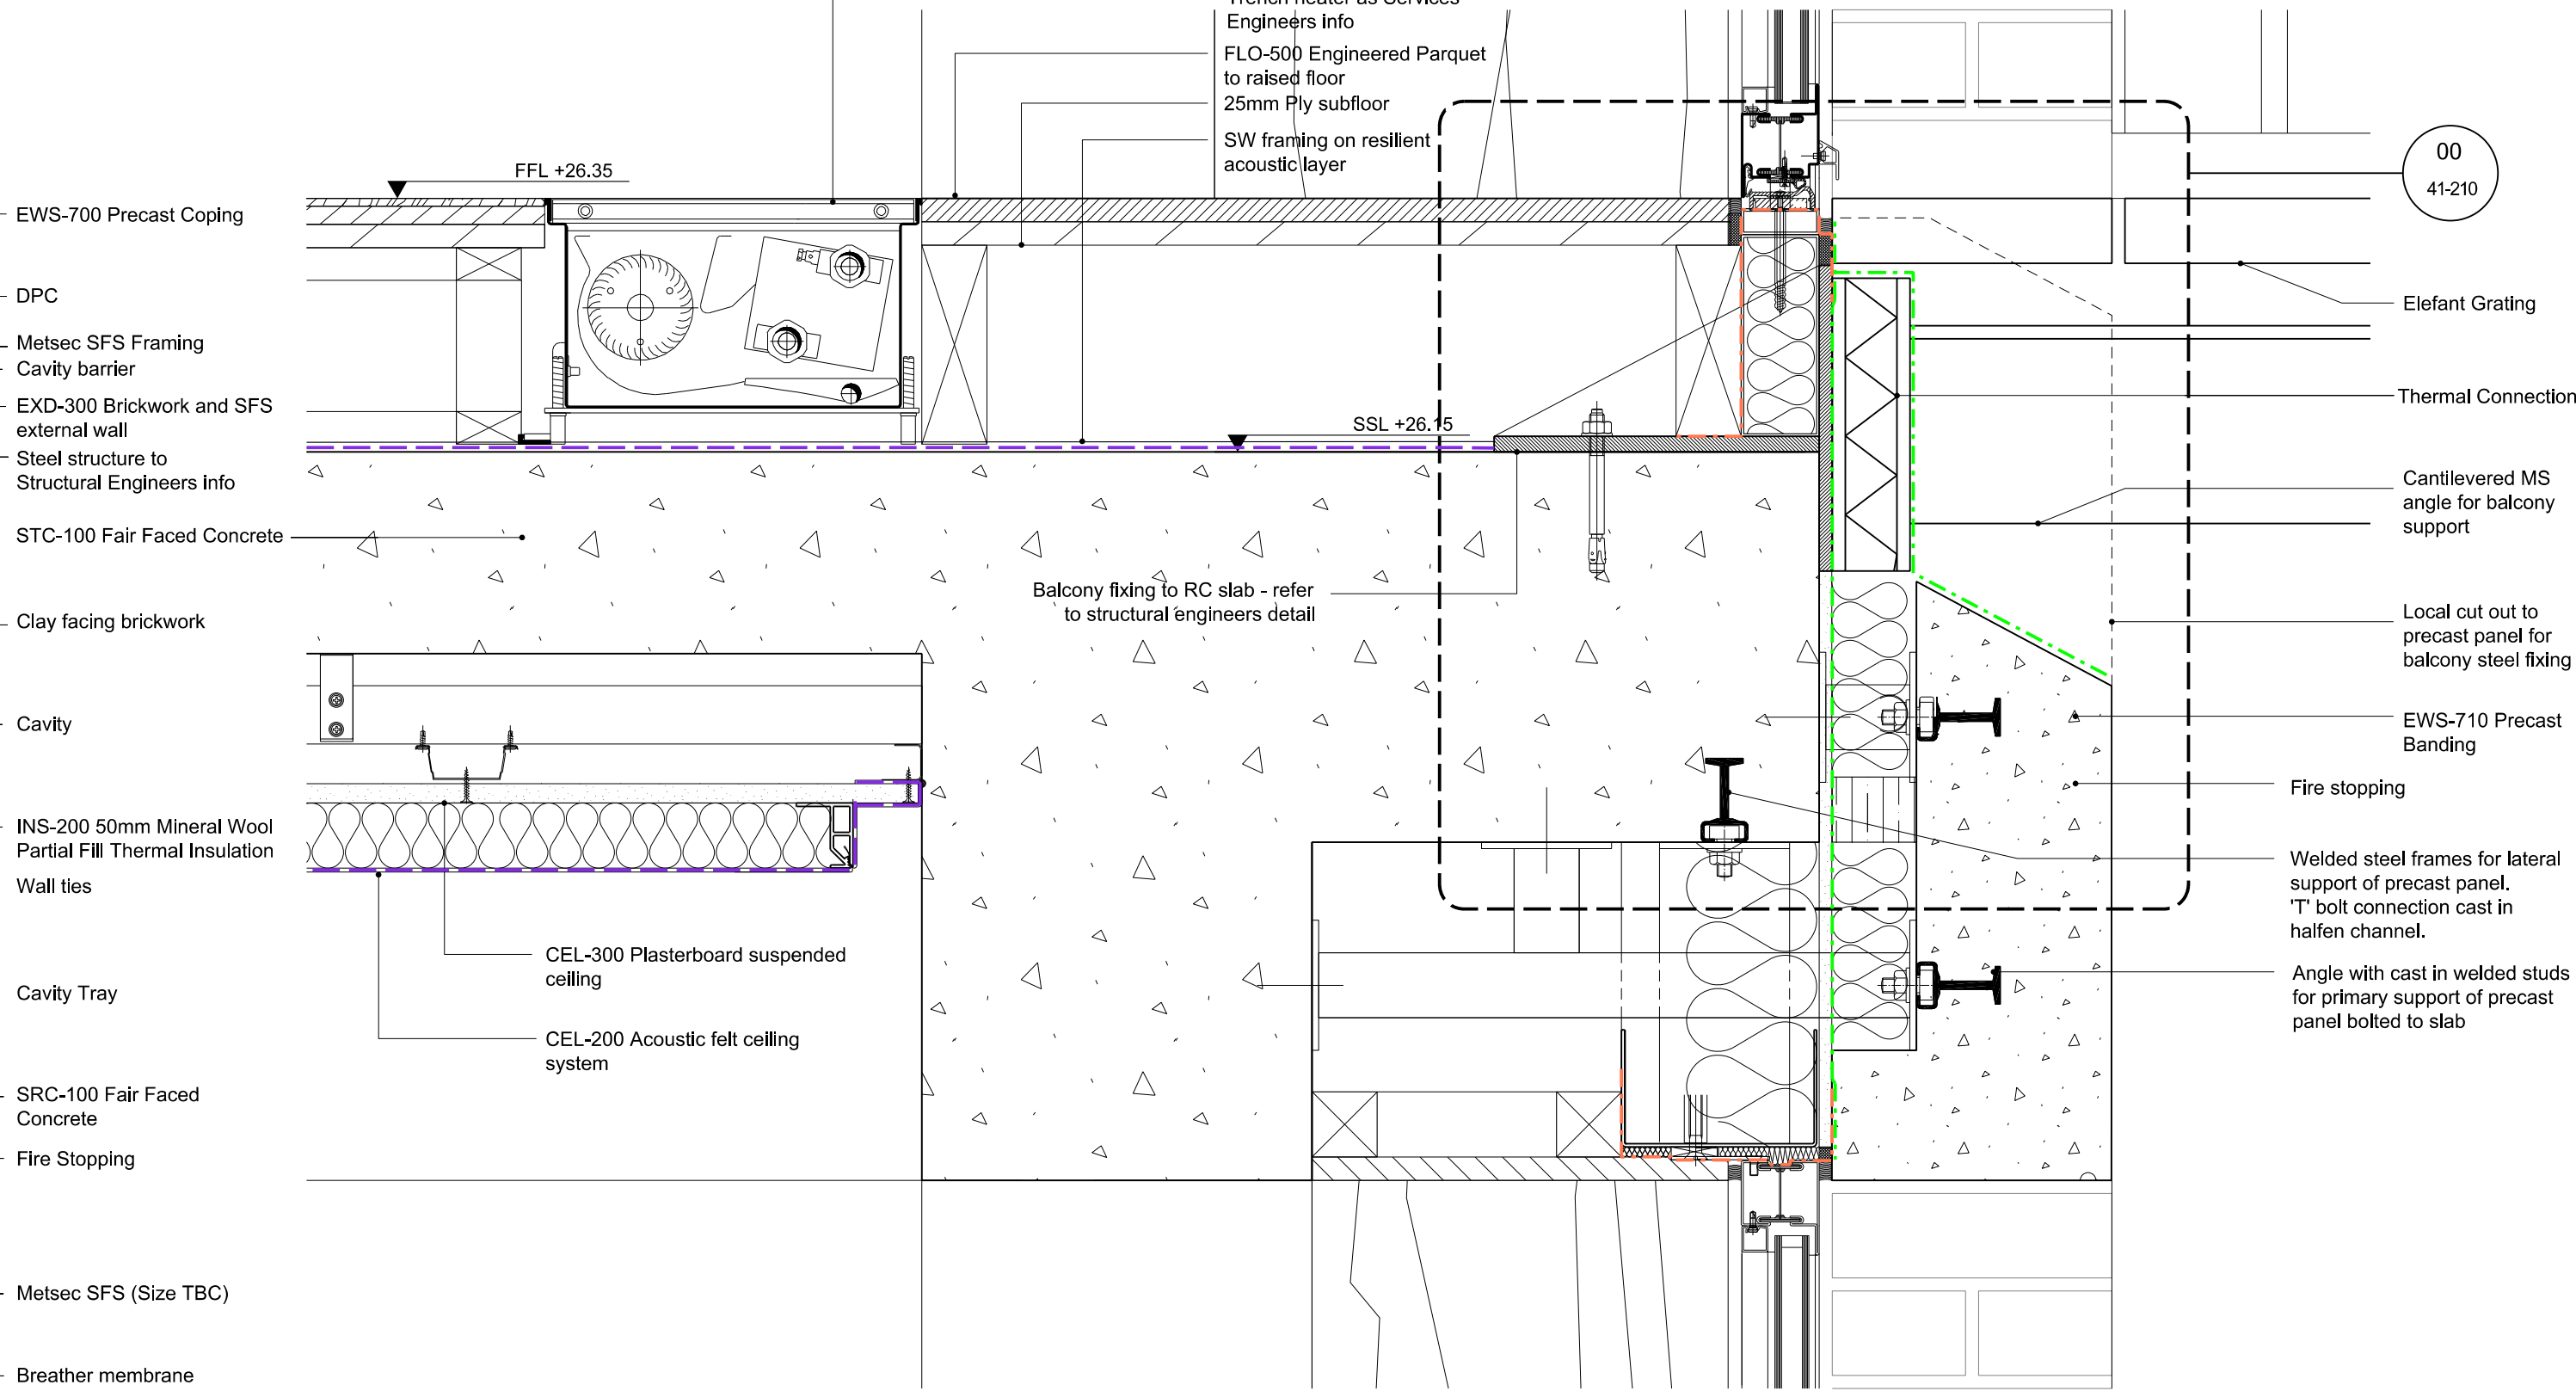 EWS-700 Precast Coping
DPC
Metsec SFS Framing
Cavity barrier
EXD-300 Brickwork and SFS
external wall
Steel structure to
Structural Engineers info
STC-100 Fair Faced Concrete
Clay facing brickwork
Cavity
INS-200 50mm Mineral Wool
Partial Fill Thermal Insulation
Wall ties
Cavity Tray
SRC-100 Fair Faced
Concrete
Fire Stopping
Metsec SFS (Size TBC)
Breather membrane
FFL +26.35
Trench heater as Services
Engineers info
FLO-500 Engineered Parquet
to raised floor
25mm Ply subfloor
SW framing on resilient
acoustic layer
SSL +26.15
Balcony fixing to RC slab - refer
to structural engineers detail
CEL-300 Plasterboard suspended
ceiling
CEL-200 Acoustic felt ceiling
system
00
41-210
Elefant Grating
Thermal Connection
Cantilevered MS
angle for balcony
support
Local cut out to
precast panel for
balcony steel fixing
EWS-710 Precast
Banding
Fire stopping
Welded steel frames for lateral
support of precast panel.
'T' bolt connection cast in
halfen channel.
Angle with cast in welded studs
for primary support of precast
panel bolted to slab